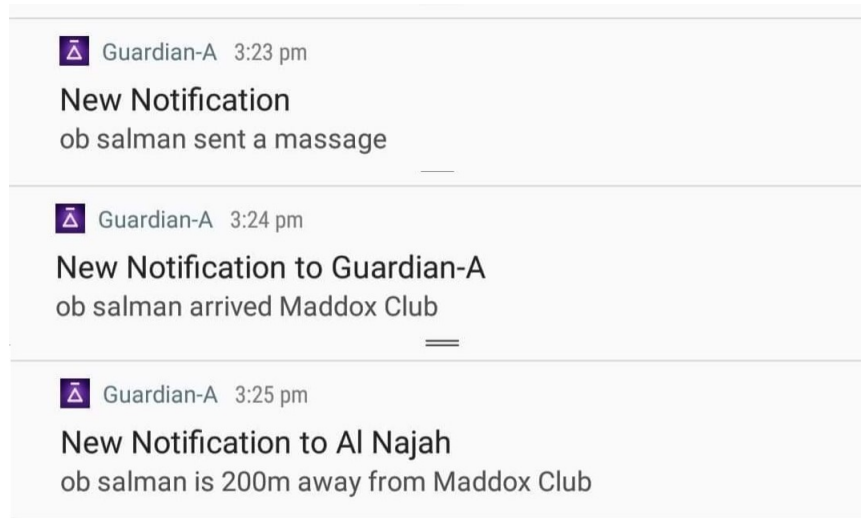 Guardian-A 3:23 pm
New Notification
ob salman sent a massage
Guardian-A 3:24 pm
New Notification to Guardian-A
ob salman arrived Maddox Club
Guardian-A 3:25 pm
New Notification to Al Najah
ob salman is 200m away from Maddox Club